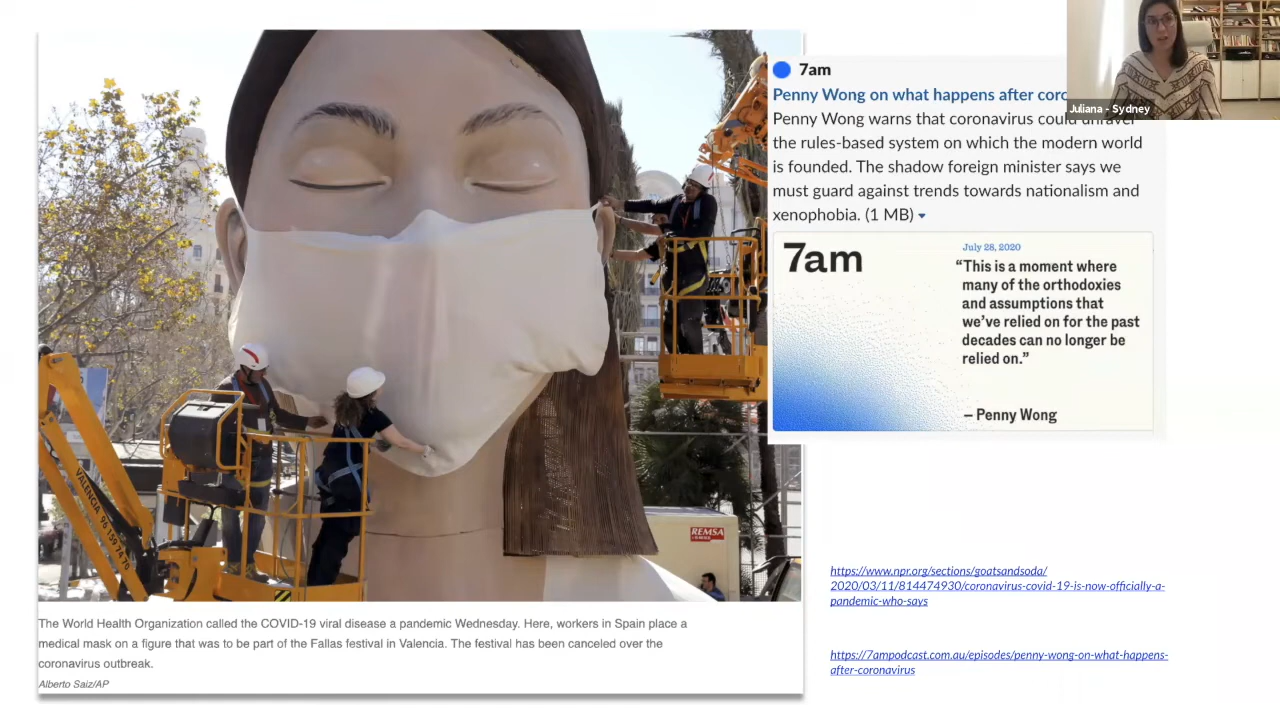 7am
Penny Wong on what happens after coro
Juliana - Sydney
Penny Wong warns that coronavirus could unravel
the rules-based system on which the modern world
is founded. The shadow foreign minister says we
must guard against trends towards nationalism and
xenophobia. (1 MB)
7am
July 28, 2020
“This is a moment where
many of the orthodoxies
and assumptions that
we’ve relied on for the past
decades can no longer be
relied on.”
– Penny Wong
VALENCIA 96 159 74 70
REMSA
The World Health Organization called the COVID-19 viral disease a pandemic Wednesday. Here, workers in Spain place a
medical mask on a figure that was to be part of the Fallas festival in Valencia. The festival has been canceled over the
coronavirus outbreak.
Alberto Saiz/AP
https://www.npr.org/sections/goatsandsoda/
2020/03/11/814474930/coronavirus-covid-19-is-now-officially-a-
pandemic-who-says
https://7ampodcast.com.au/episodes/penny-wong-on-what-happens-
after-coronavirus